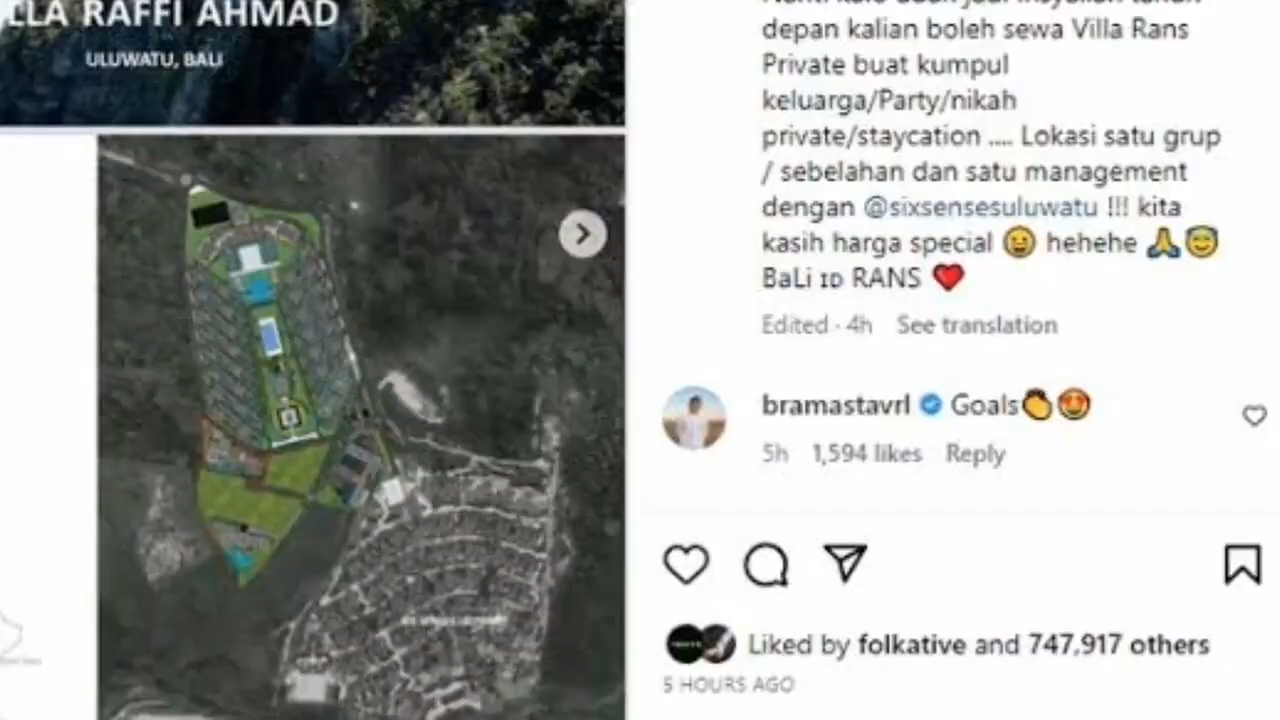 LLA RAFFI AHMAD
ULUWATU, BALI
depan kalian boleh sewa Villa Rans
Private buat kumpul
keluarga/Party/nikah
private/staycation .... Lokasi satu grup
/ sebelahan dan satu management
dengan @sixsensesuluwatu !!! kita
kasih harga special 😀 hehehe 🙏😇
BaLi ɪᴅ RANS ❤️
Edited · 4h See translation
bramastavrl Goals👏😍
5h 1,594 likes Reply
Liked by folkative and 747,917 others
5 HOURS AGO